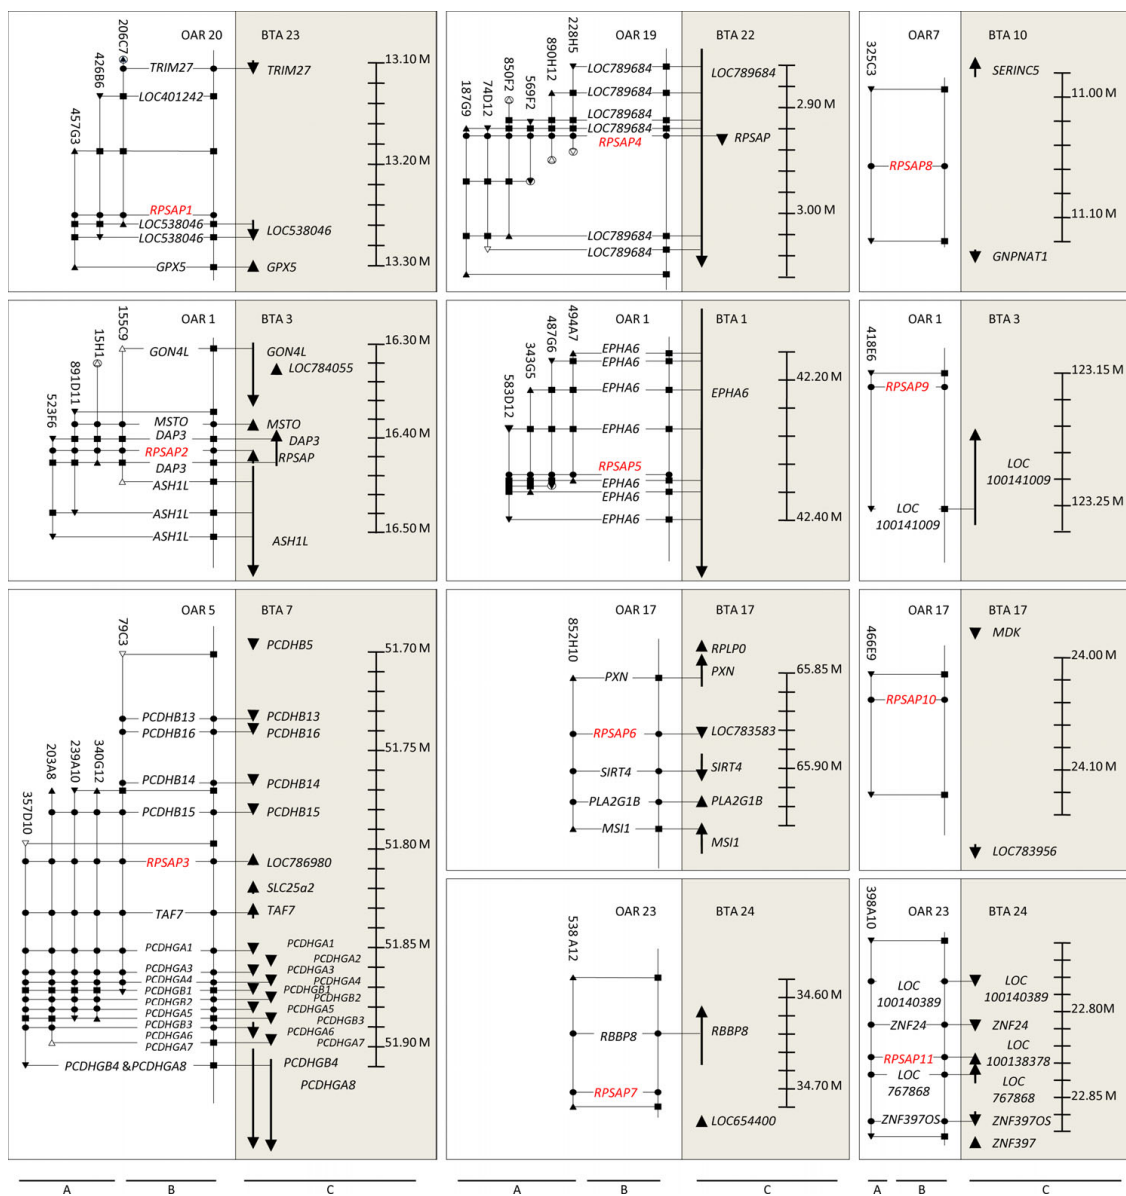 OAR 20 BTA 23
206C7
426B6
457G3
TRIM27 TRIM27
LOC401242
RPSAP1
LOC538046 LOC538046
LOC538046
GPX5 GPX5
13.10 M
13.20 M
13.30 M
OAR 19 BTA 22
228H5
890H12
569F2
850F2
74D12
187G9
LOC789684 LOC789684
LOC789684
LOC789684
LOC789684
RPSAP4 RPSAP
LOC789684
LOC789684
2.90 M
3.00 M
OAR7 BTA 10
325C3
SERINC5
RPSAP8
GNPNAT1
11.00 M
11.10 M
OAR 1 BTA 3
155C9
15H1
891D11
523F6
GON4L GON4L
LOC784055
MSTO MSTO
DAP3 DAP3
RPSAP2 RPSAP
DAP3
ASH1L
ASH1L
ASH1L ASH1L
16.30 M
16.40 M
16.50 M
OAR 1 BTA 1
494A7
487G6
343G5
583D12
EPHA6
EPHA6
EPHA6 EPHA6
EPHA6
RPSAP5
EPHA6
EPHA6
EPHA6
42.20 M
42.40 M
OAR 1 BTA 3
418E6
RPSAP9
LOC
100141009
LOC
100141009
123.15 M
123.25 M
OAR 5 BTA 7
79C3
340G12
239A10
203A8
357D10
PCDHB5
PCDHB13 PCDHB13
PCDHB16 PCDHB16
PCDHB14 PCDHB14
PCDHB15 PCDHB15
RPSAP3 LOC786980
SLC25a2
TAF7 TAF7
PCDHGA1 PCDHGA1
PCDHGA2
PCDHGA3 PCDHGA3
PCDHGA4 PCDHGA4
PCDHGB1 PCDHGB1
PCDHGB2 PCDHGB2
PCDHGA5 PCDHGA5
PCDHGB3 PCDHGB3
PCDHGA6 PCDHGA6
PCDHGA7 PCDHGA7
PCDHGB4 &PCDHGA8 PCDHGB4
PCDHGA8
51.70 M
51.75 M
51.80 M
51.85 M
51.90 M
OAR 17 BTA 17
852H10
RPLP0
PXN PXN
RPSAP6 LOC783583
SIRT4 SIRT4
PLA2G1B PLA2G1B
MSI1 MSI1
65.85 M
65.90 M
OAR 17 BTA 17
466E9
MDK
RPSAP10
LOC783956
24.00 M
24.10 M
OAR 23 BTA 24
538 A12
RBBP8 RBBP8
RPSAP7
LOC654400
34.60 M
34.70 M
OAR 23 BTA 24
398A10
LOC
100140389
LOC
100140389
ZNF24 ZNF24
RPSAP11 LOC
100138378
LOC
767868
LOC
767868
ZNF397OS ZNF397OS
ZNF397
22.80 M
22.85 M
A B C A B C A B C